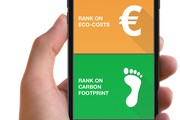 RANK ON
ECO-COSTS
€
RANK ON
CARBON
FOOTPRINT